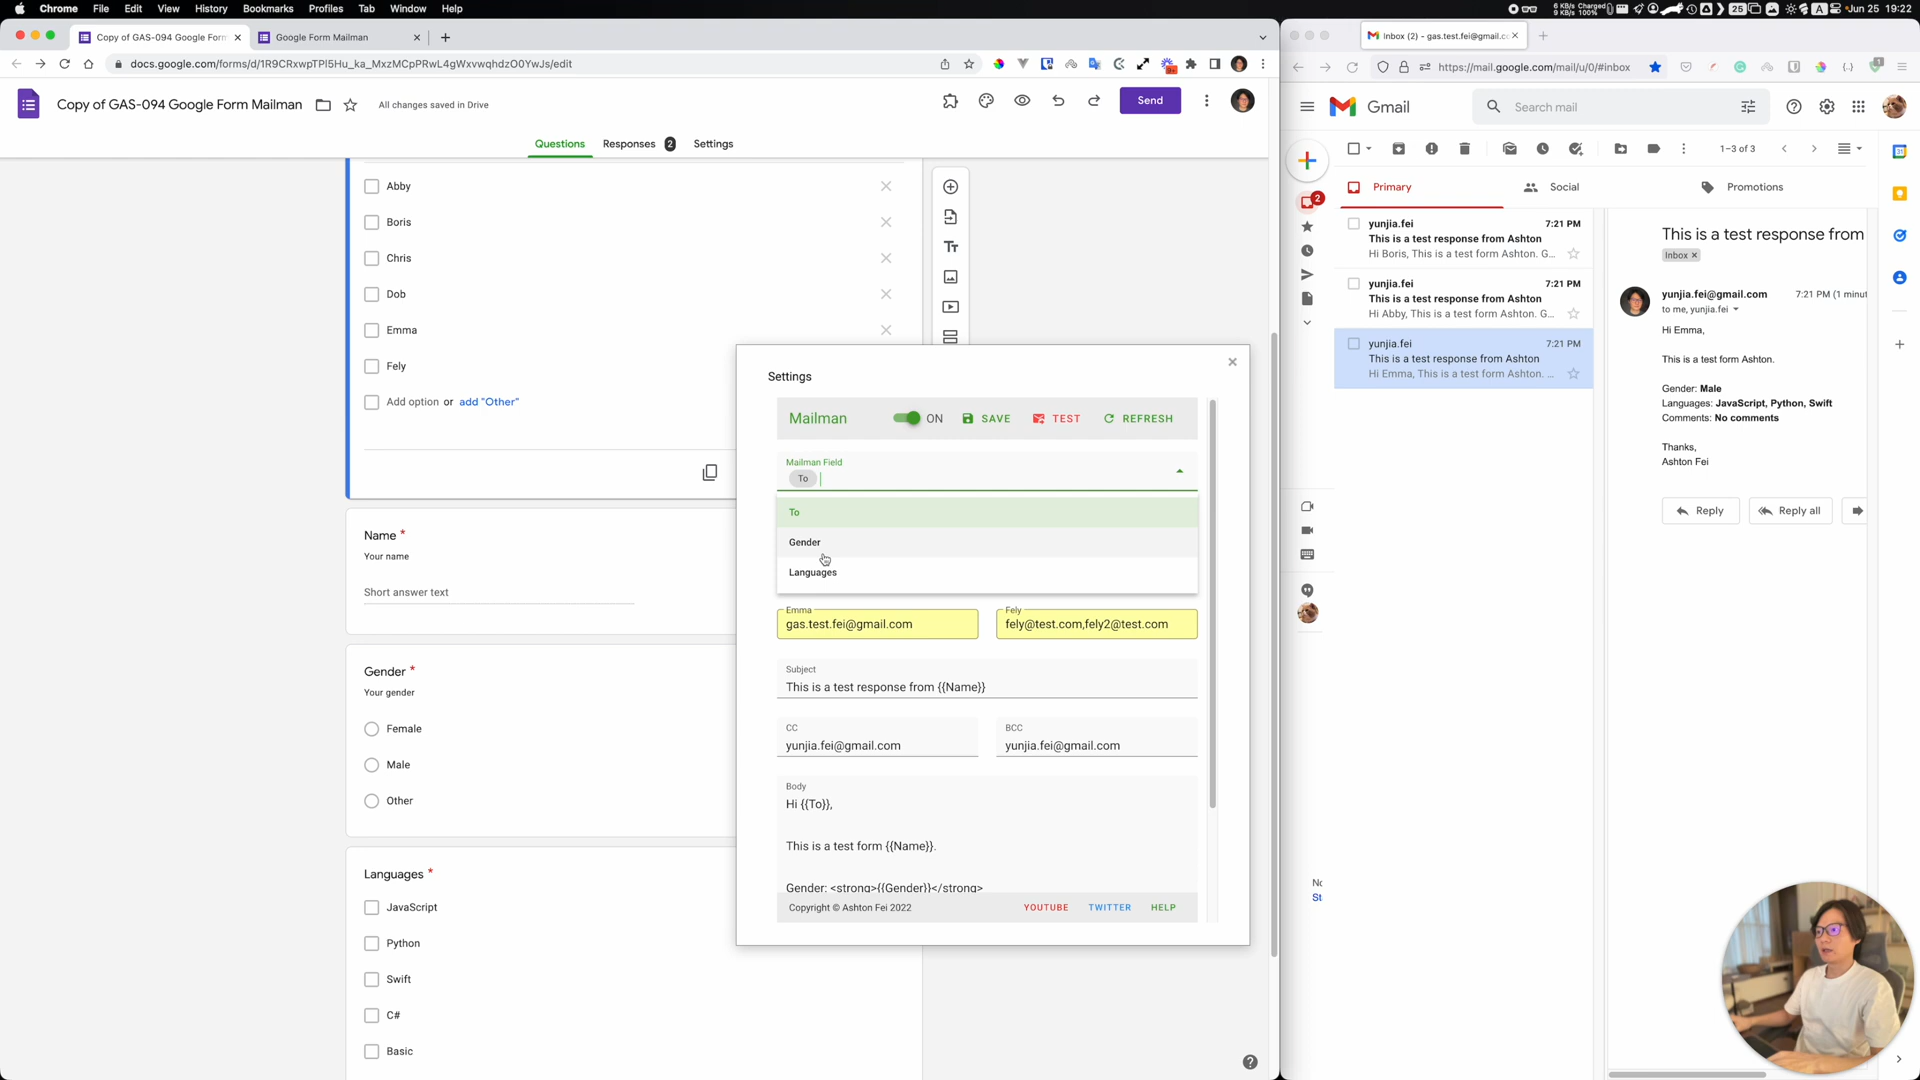 Chrome File Edit View History Bookmarks Profiles Tab Window Help
6 KB/s Charged
9 KB/s 100%
25
A
Jun 25 19:22
Copy of GAS-094 Google Form
Google Form Mailman
Inbox (2) - gas.test.fei@gmail.cc
docs.google.com/forms/d/1R9CRxwpTPl5Hu_ka_MxzMCpPRwL4gWxvwqhdzO0YwJs/edit
9+
https://mail.google.com/mail/u/0/#inbox
Copy of GAS-094 Google Form Mailman
All changes saved in Drive
Send
Gmail
Search mail
Questions
Responses 2
Settings
1–3 of 3
Primary
Social
Promotions
2
Abby
Boris
Chris
Dob
Emma
Fely
Add option or add "Other"
Tт
Name *
Your name
Short answer text
Gender *
Your gender
Female
Male
Other
Languages *
JavaScript
Python
Swift
C#
Basic
Settings
Mailman
ON
SAVE
TEST
REFRESH
Mailman Field
To
To
Gender
Languages
Emma
gas.test.fei@gmail.com
Fely
fely@test.com,fely2@test.com
Subject
This is a test response from {{Name}}
CC
yunjia.fei@gmail.com
BCC
yunjia.fei@gmail.com
Body
Hi {{To}},
This is a test form {{Name}}.
Gender: <strong>{{Gender}}</strong>
Copyright © Ashton Fei 2022
YOUTUBE
TWITTER
HELP
yunjia.fei 7:21 PM
This is a test response from Ashton
Hi Boris, This is a test form Ashton. G...
yunjia.fei 7:21 PM
This is a test response from Ashton
Hi Abby, This is a test form Ashton. G...
yunjia.fei 7:21 PM
This is a test response from Ashton
Hi Emma, This is a test form Ashton. ...
This is a test response from
Inbox ×
yunjia.fei@gmail.com 7:21 PM (1 minut
to me, yunjia.fei
Hi Emma,
This is a test form Ashton.
Gender: Male
Languages: JavaScript, Python, Swift
Comments: No comments
Thanks,
Ashton Fei
Reply
Reply all
Nc
St